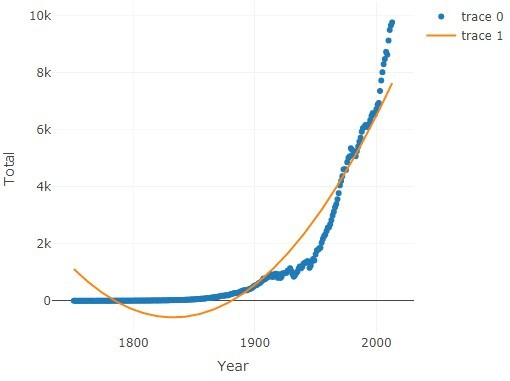 10k
8k
6k
4k
2k
0
1800
1900
2000
Year
Total
trace 0
trace 1